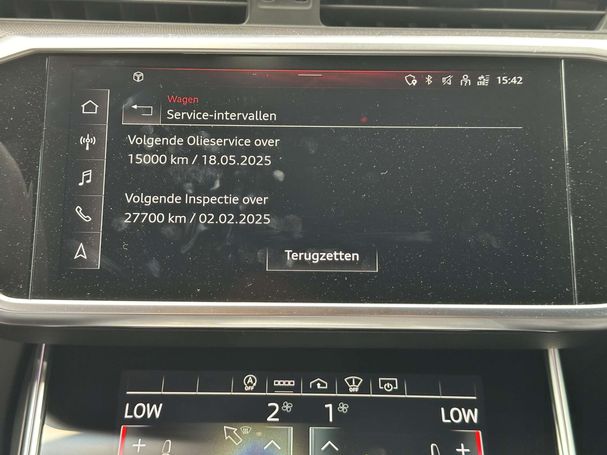 15:42
Wagen
Service-intervallen
Volgende Olieservice over
15000 km / 18.05.2025
Volgende Inspectie over
27700 km / 02.02.2025
Terugzetten
OFF OFF
LOW 2 1 LOW
+ +